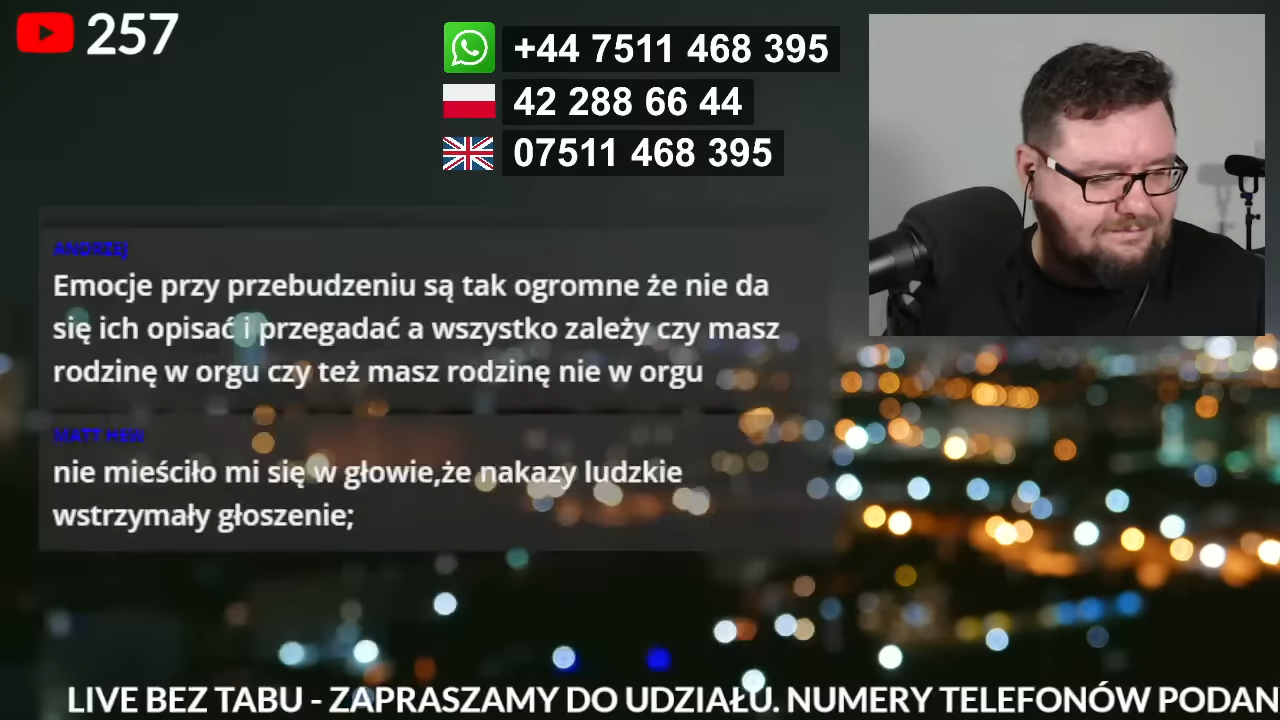 257
+44 7511 468 395
42 288 66 44
07511 468 395
ANDRZEJ
Emocje przy przebudzeniu są tak ogromne że nie da
się ich opisać i przegadać a wszystko zależy czy masz
rodzinę w orgu czy też masz rodzinę nie w orgu
MATT
nie mieściło mi się w głowie,że nakazy ludzkie
wstrzymały głoszenie;
LIVE BEZ TABU - ZAPRASZAMY DO UDZIAŁU. NUMERY TELEFONÓW PODAN